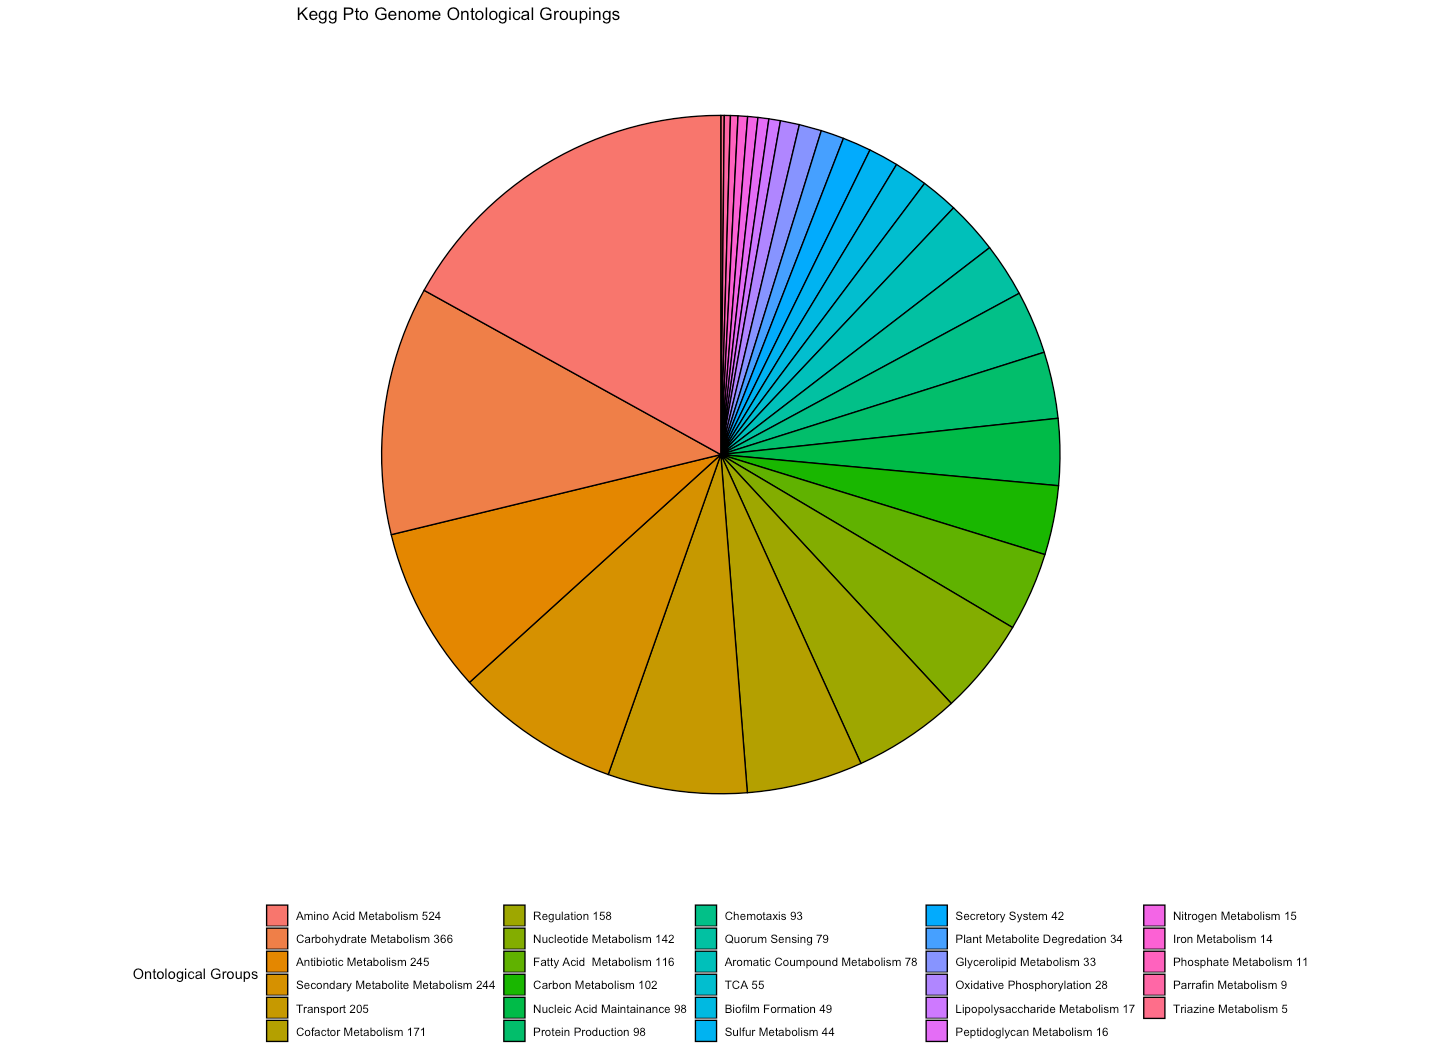 Kegg Pto Genome Ontological Groupings
Ontological Groups
Amino Acid Metabolism 524
Carbohydrate Metabolism 366
Antibiotic Metabolism 245
Secondary Metabolite Metabolism 244
Transport 205
Cofactor Metabolism 171
Regulation 158
Nucleotide Metabolism 142
Fatty Acid  Metabolism 116
Carbon Metabolism 102
Nucleic Acid Maintainance 98
Protein Production 98
Chemotaxis 93
Quorum Sensing 79
Aromatic Coumpound Metabolism 78
TCA 55
Biofilm Formation 49
Sulfur Metabolism 44
Secretory System 42
Plant Metabolite Degredation 34
Glycerolipid Metabolism 33
Oxidative Phosphorylation 28
Lipopolysaccharide Metabolism 17
Peptidoglycan Metabolism 16
Nitrogen Metabolism 15
Iron Metabolism 14
Phosphate Metabolism 11
Parrafin Metabolism 9
Triazine Metabolism 5